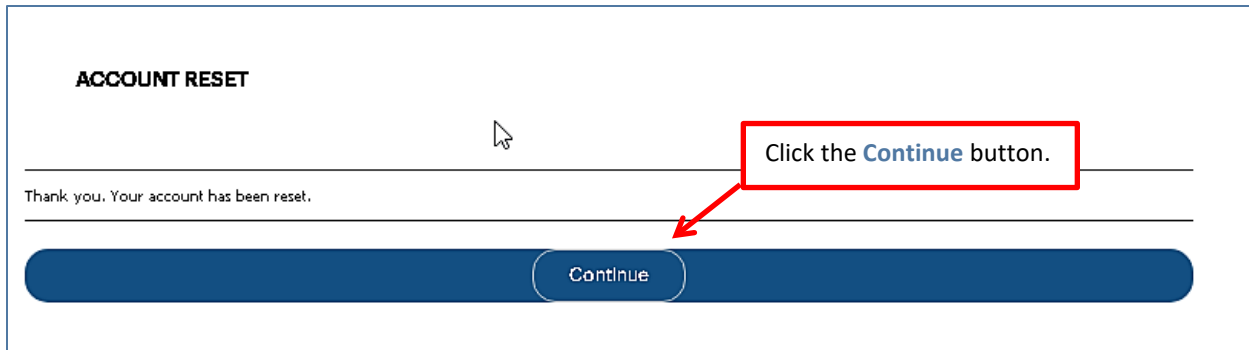 ACCOUNT RESET
Click the Continue button.
Thank you. Your account has been reset.
Continue